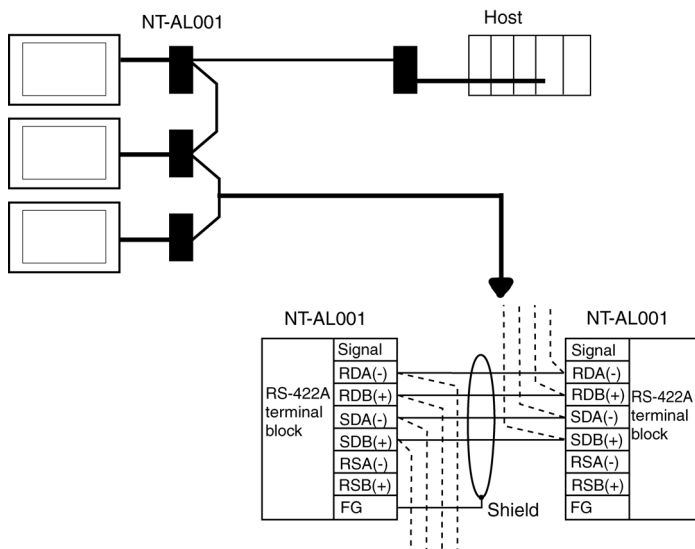 NT-AL001
Host
NT-AL001
NT-AL001
RS-422A
terminal
block
Signal
RDA(-)
RDB(+)
SDA(-)
SDB(+)
RSA(-)
RSB(+)
FG
Shield
Signal
RDA(-)
RDB(+)
SDA(-)
SDB(+)
RSA(-)
RSB(+)
FG
RS-422A
terminal
block